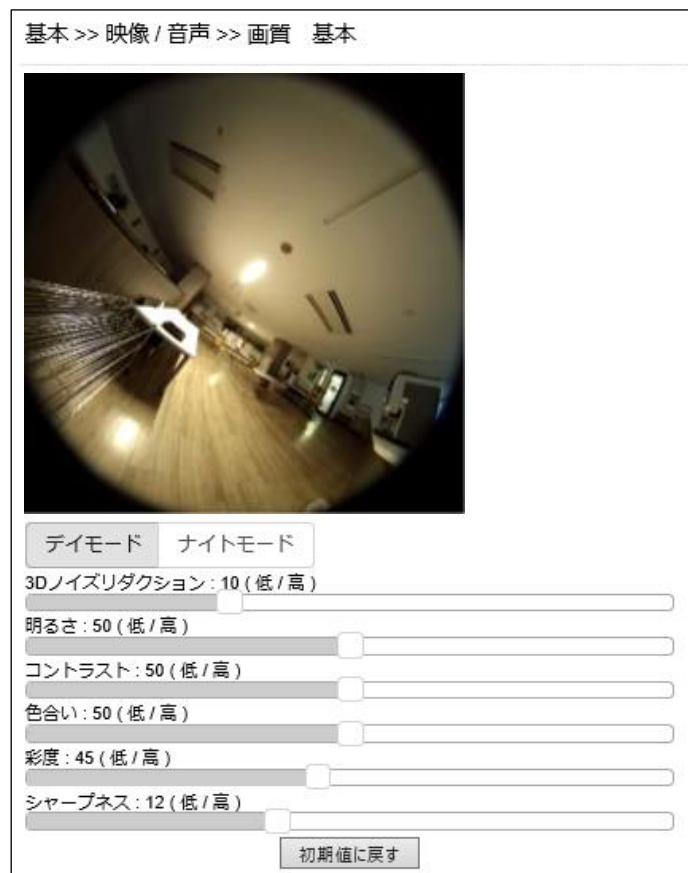 基本 >> 映像 / 音声 >> 画質　基本
デイモード ナイトモード
3Dノイズリダクション : 10 ( 低 / 高 )
明るさ : 50 ( 低 / 高 )
コントラスト : 50 ( 低 / 高 )
色合い : 50 ( 低 / 高 )
彩度 : 45 ( 低 / 高 )
シャープネス : 12 ( 低 / 高 )
初期値に戻す